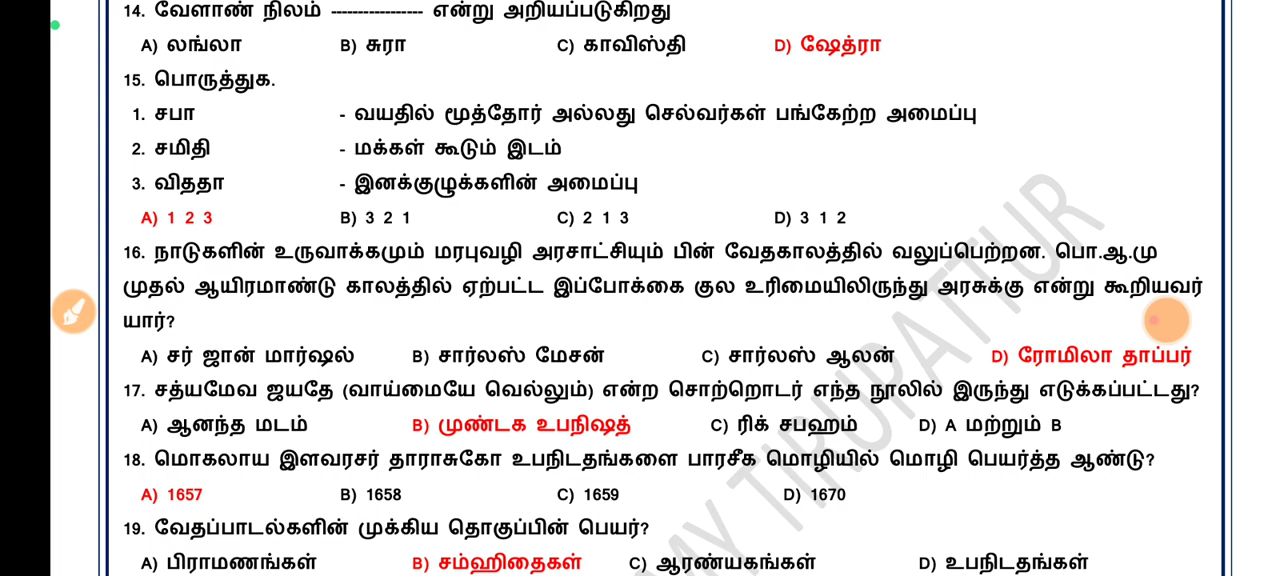 14. வேளாண் நிலம் ----------------- என்று அறியப்படுகிறது
A) லங்லா B) சுரா C) காவிஸ்தி D) ஷேத்ரா
15. பொருத்துக.
1. சபா - வயதில் மூத்தோர் அல்லது செல்வர்கள் பங்கேற்ற அமைப்பு
2. சமிதி - மக்கள் கூடும் இடம்
3. விததா - இனக்குழுக்களின் அமைப்பு
A) 1 2 3 B) 3 2 1 C) 2 1 3 D) 3 1 2
16. நாடுகளின் உருவாக்கமும் மரபுவழி அரசாட்சியும் பின் வேதகாலத்தில் வலுப்பெற்றன. பொ.ஆ.மு
முதல் ஆயிரமாண்டு காலத்தில் ஏற்பட்ட இப்போக்கை குல உரிமையிலிருந்து அரசுக்கு என்று கூறியவர்
யார்?
A) சர் ஜான் மார்ஷல் B) சார்லஸ் மேசன் C) சார்லஸ் ஆலன் D) ரோமிலா தாப்பர்
17. சத்யமேவ ஜயதே (வாய்மையே வெல்லும்) என்ற சொற்றொடர் எந்த நூலில் இருந்து எடுக்கப்பட்டது?
A) ஆனந்த மடம் B) முண்டக உபநிஷத் C) ரிக் சபஹம் D) A மற்றும் B
18. மொகலாய இளவரசர் தாராசுகோ உபநிடதங்களை பாரசீக மொழியில் மொழி பெயர்த்த ஆண்டு?
A) 1657 B) 1658 C) 1659 D) 1670
19. வேதப்பாடல்களின் முக்கிய தொகுப்பின் பெயர்?
A) பிராமணங்கள் B) சம்ஹிதைகள் C) ஆரண்யகங்கள் D) உபநிடதங்கள்
MY TIRUPATTUR